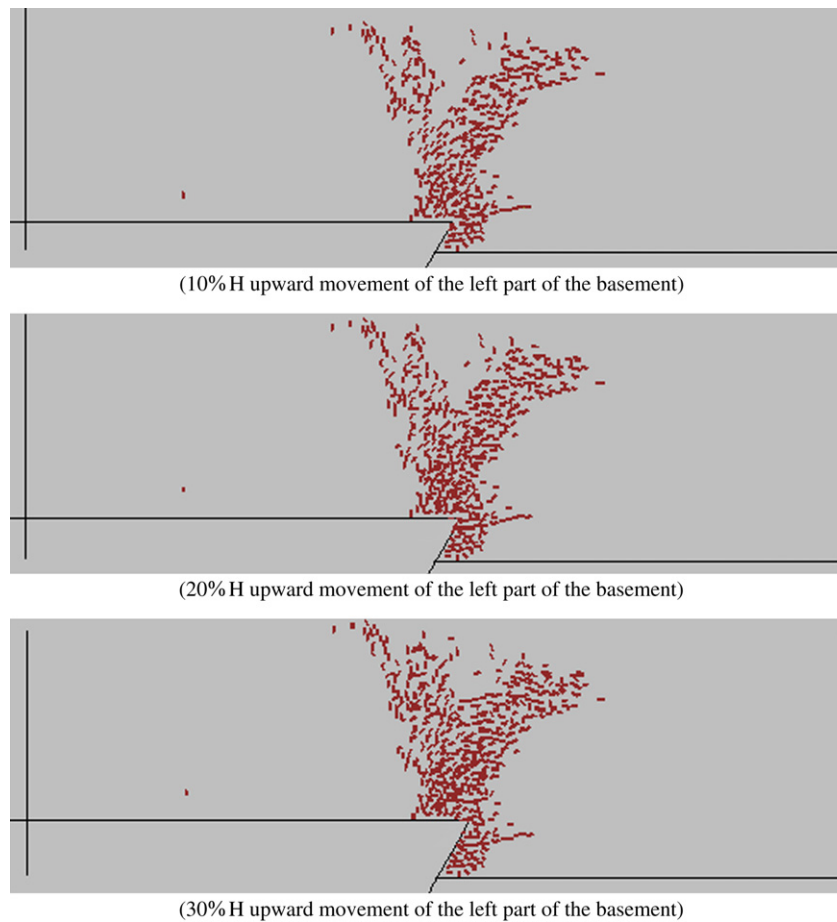 (10%H upward movement of the left part of the basement)
(20%H upward movement of the left part of the basement)
(30%H upward movement of the left part of the basement)